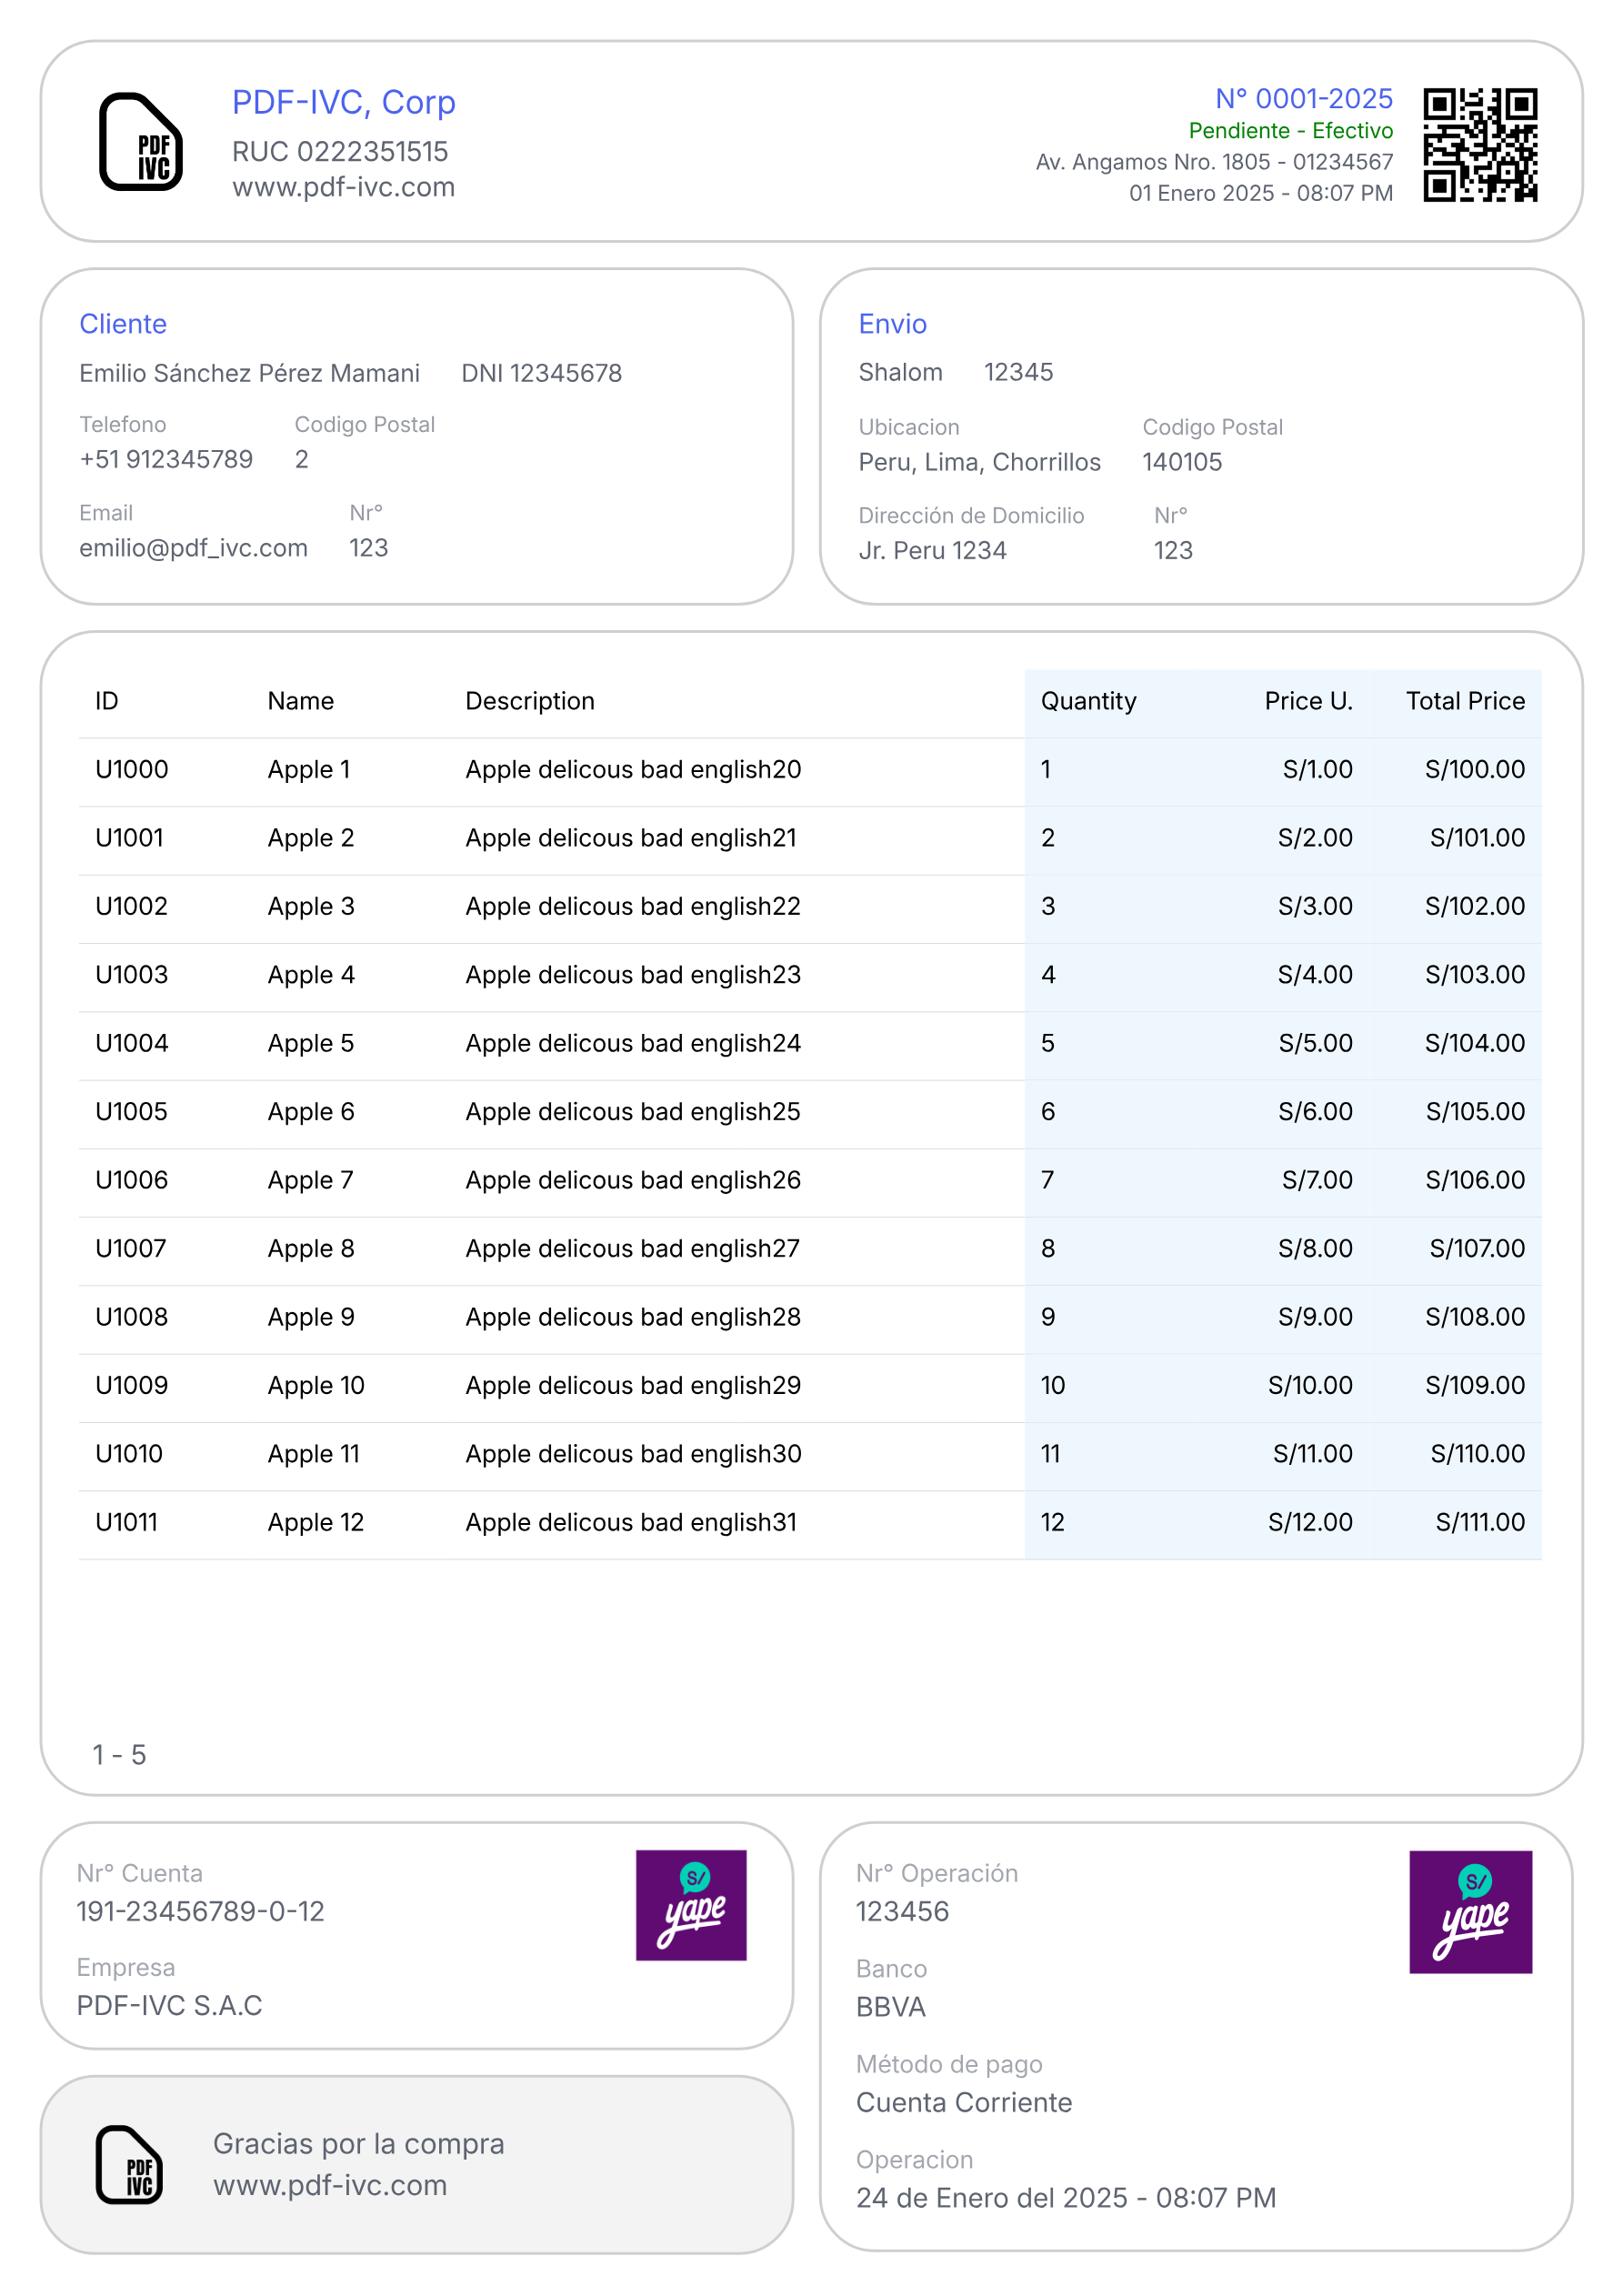 PDF IVC
PDF-IVC, Corp
RUC 0222351515
www.pdf-ivc.com
N° 0001-2025
Pendiente - Efectivo
Av. Angamos Nro. 1805 - 01234567
01 Enero 2025 - 08:07 PM
Cliente
Emilio Sánchez Pérez Mamani DNI 12345678
Telefono Codigo Postal
+51 912345789 2
Email Nr°
emilio@pdf_ivc.com 123
Envio
Shalom 12345
Ubicacion Codigo Postal
Peru, Lima, Chorrillos 140105
Dirección de Domicilio Nr°
Jr. Peru 1234 123
ID Name Description Quantity Price U. Total Price
U1000 Apple 1 Apple delicous bad english20 1 S/1.00 S/100.00
U1001 Apple 2 Apple delicous bad english21 2 S/2.00 S/101.00
U1002 Apple 3 Apple delicous bad english22 3 S/3.00 S/102.00
U1003 Apple 4 Apple delicous bad english23 4 S/4.00 S/103.00
U1004 Apple 5 Apple delicous bad english24 5 S/5.00 S/104.00
U1005 Apple 6 Apple delicous bad english25 6 S/6.00 S/105.00
U1006 Apple 7 Apple delicous bad english26 7 S/7.00 S/106.00
U1007 Apple 8 Apple delicous bad english27 8 S/8.00 S/107.00
U1008 Apple 9 Apple delicous bad english28 9 S/9.00 S/108.00
U1009 Apple 10 Apple delicous bad english29 10 S/10.00 S/109.00
U1010 Apple 11 Apple delicous bad english30 11 S/11.00 S/110.00
U1011 Apple 12 Apple delicous bad english31 12 S/12.00 S/111.00
1 - 5
Nr° Cuenta
191-23456789-0-12
Empresa
PDF-IVC S.A.C
S/
yape
PDF IVC
Gracias por la compra
www.pdf-ivc.com
Nr° Operación
123456
Banco
BBVA
Método de pago
Cuenta Corriente
Operacion
24 de Enero del 2025 - 08:07 PM
S/
yape